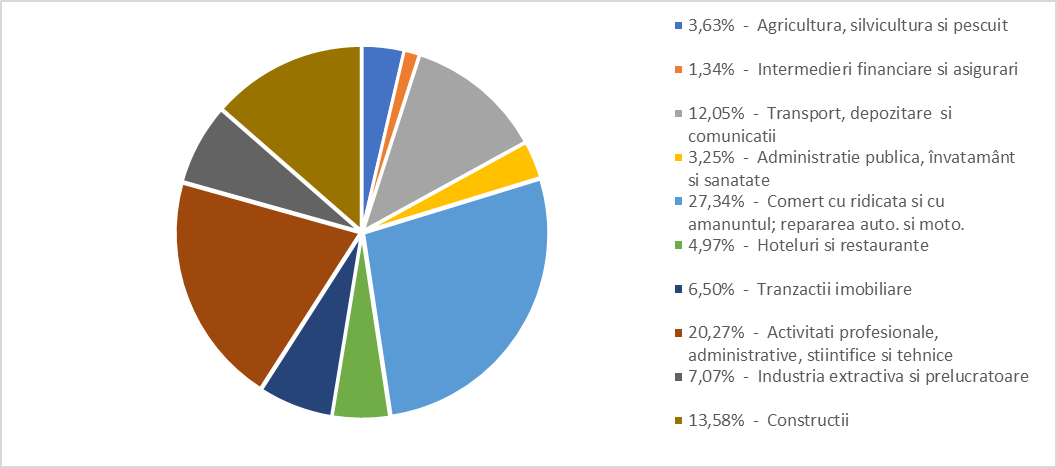 3,63% - Agricultura, silvicultura si pescuit
1,34% - Intermedieri financiare si asigurari
12,05% - Transport, depozitare si
comunicatii
3,25% - Administratie publica, învatamânt
si sanatate
27,34% - Comert cu ridicata si cu
amanuntul; repararea auto. si moto.
4,97% - Hoteluri si restaurante
6,50% - Tranzactii imobiliare
20,27% - Activitati profesionale,
administrative, stiintifice si tehnice
7,07% - Industria extractiva si prelucratoare
13,58% - Constructii